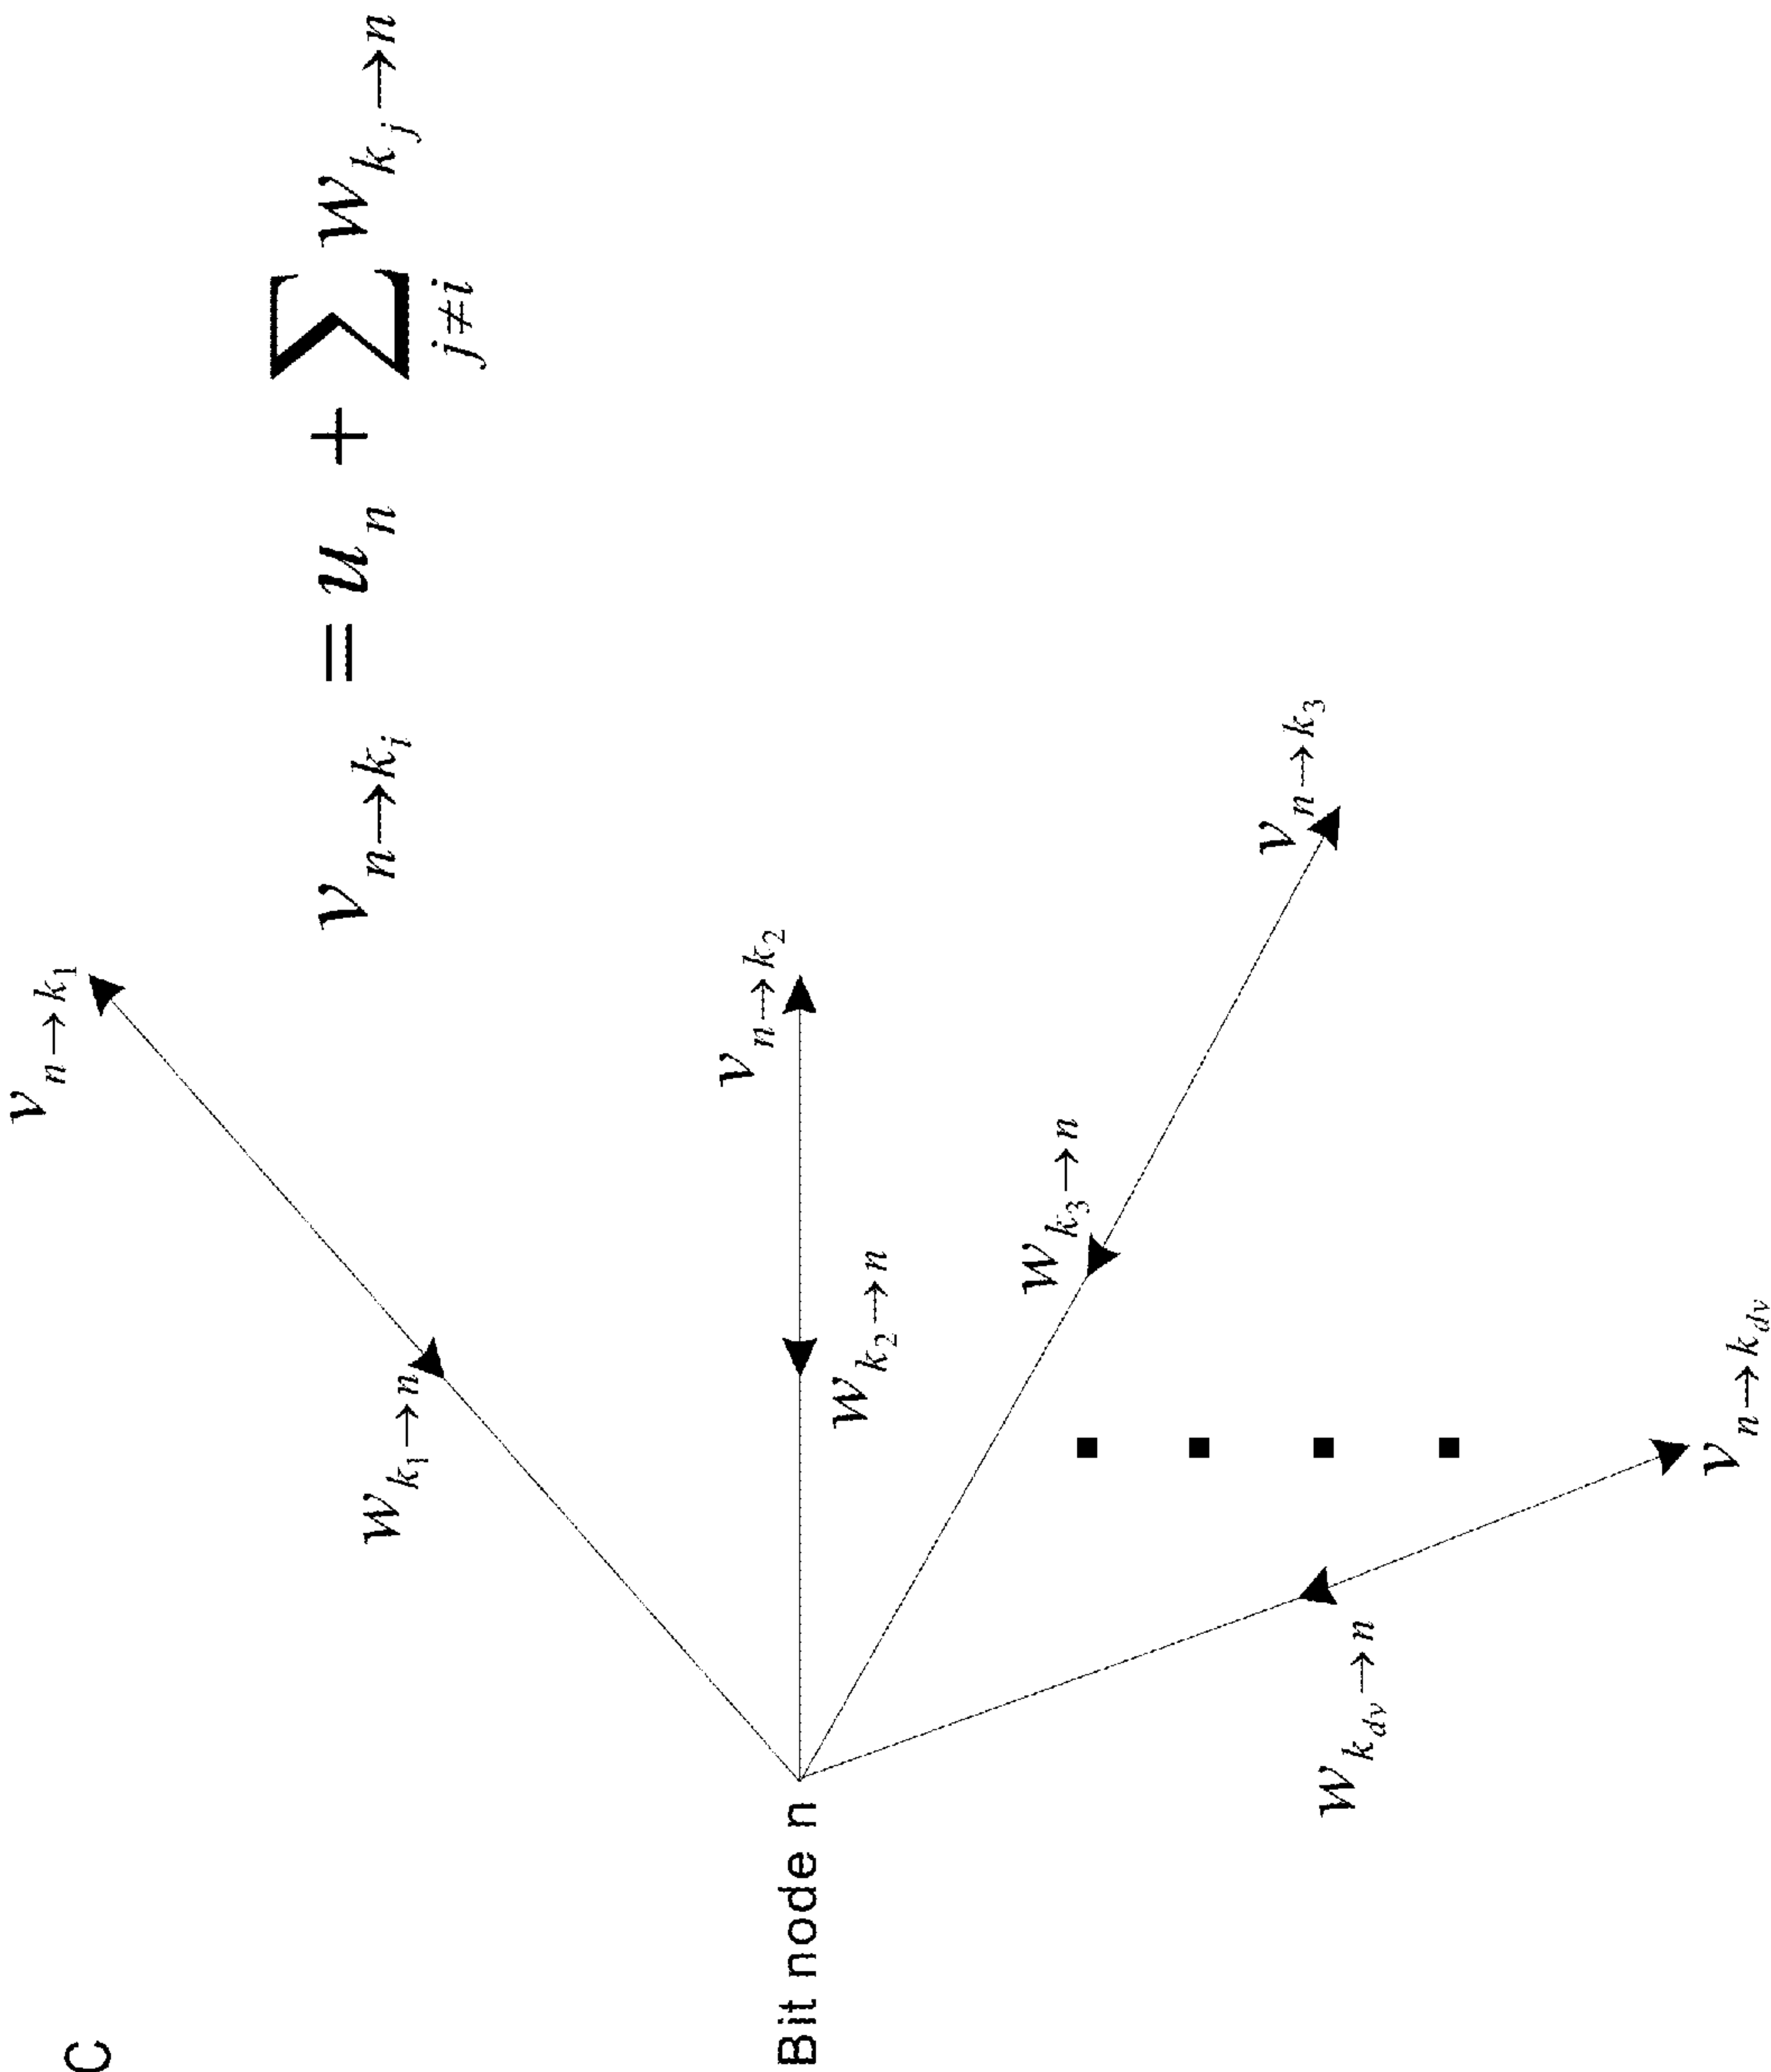 C
v_{n→k_1}
v_{n→k_i} = u_n + ∑_{j≠i} w_{k_j→n}
w_{k_1→n}
v_{n→k_2}
Bit node n
w_{k_2→n}
w_{k_3→n}
v_{n→k_3}
w_{k_{dv}→n}
v_{n→k_{dv}}